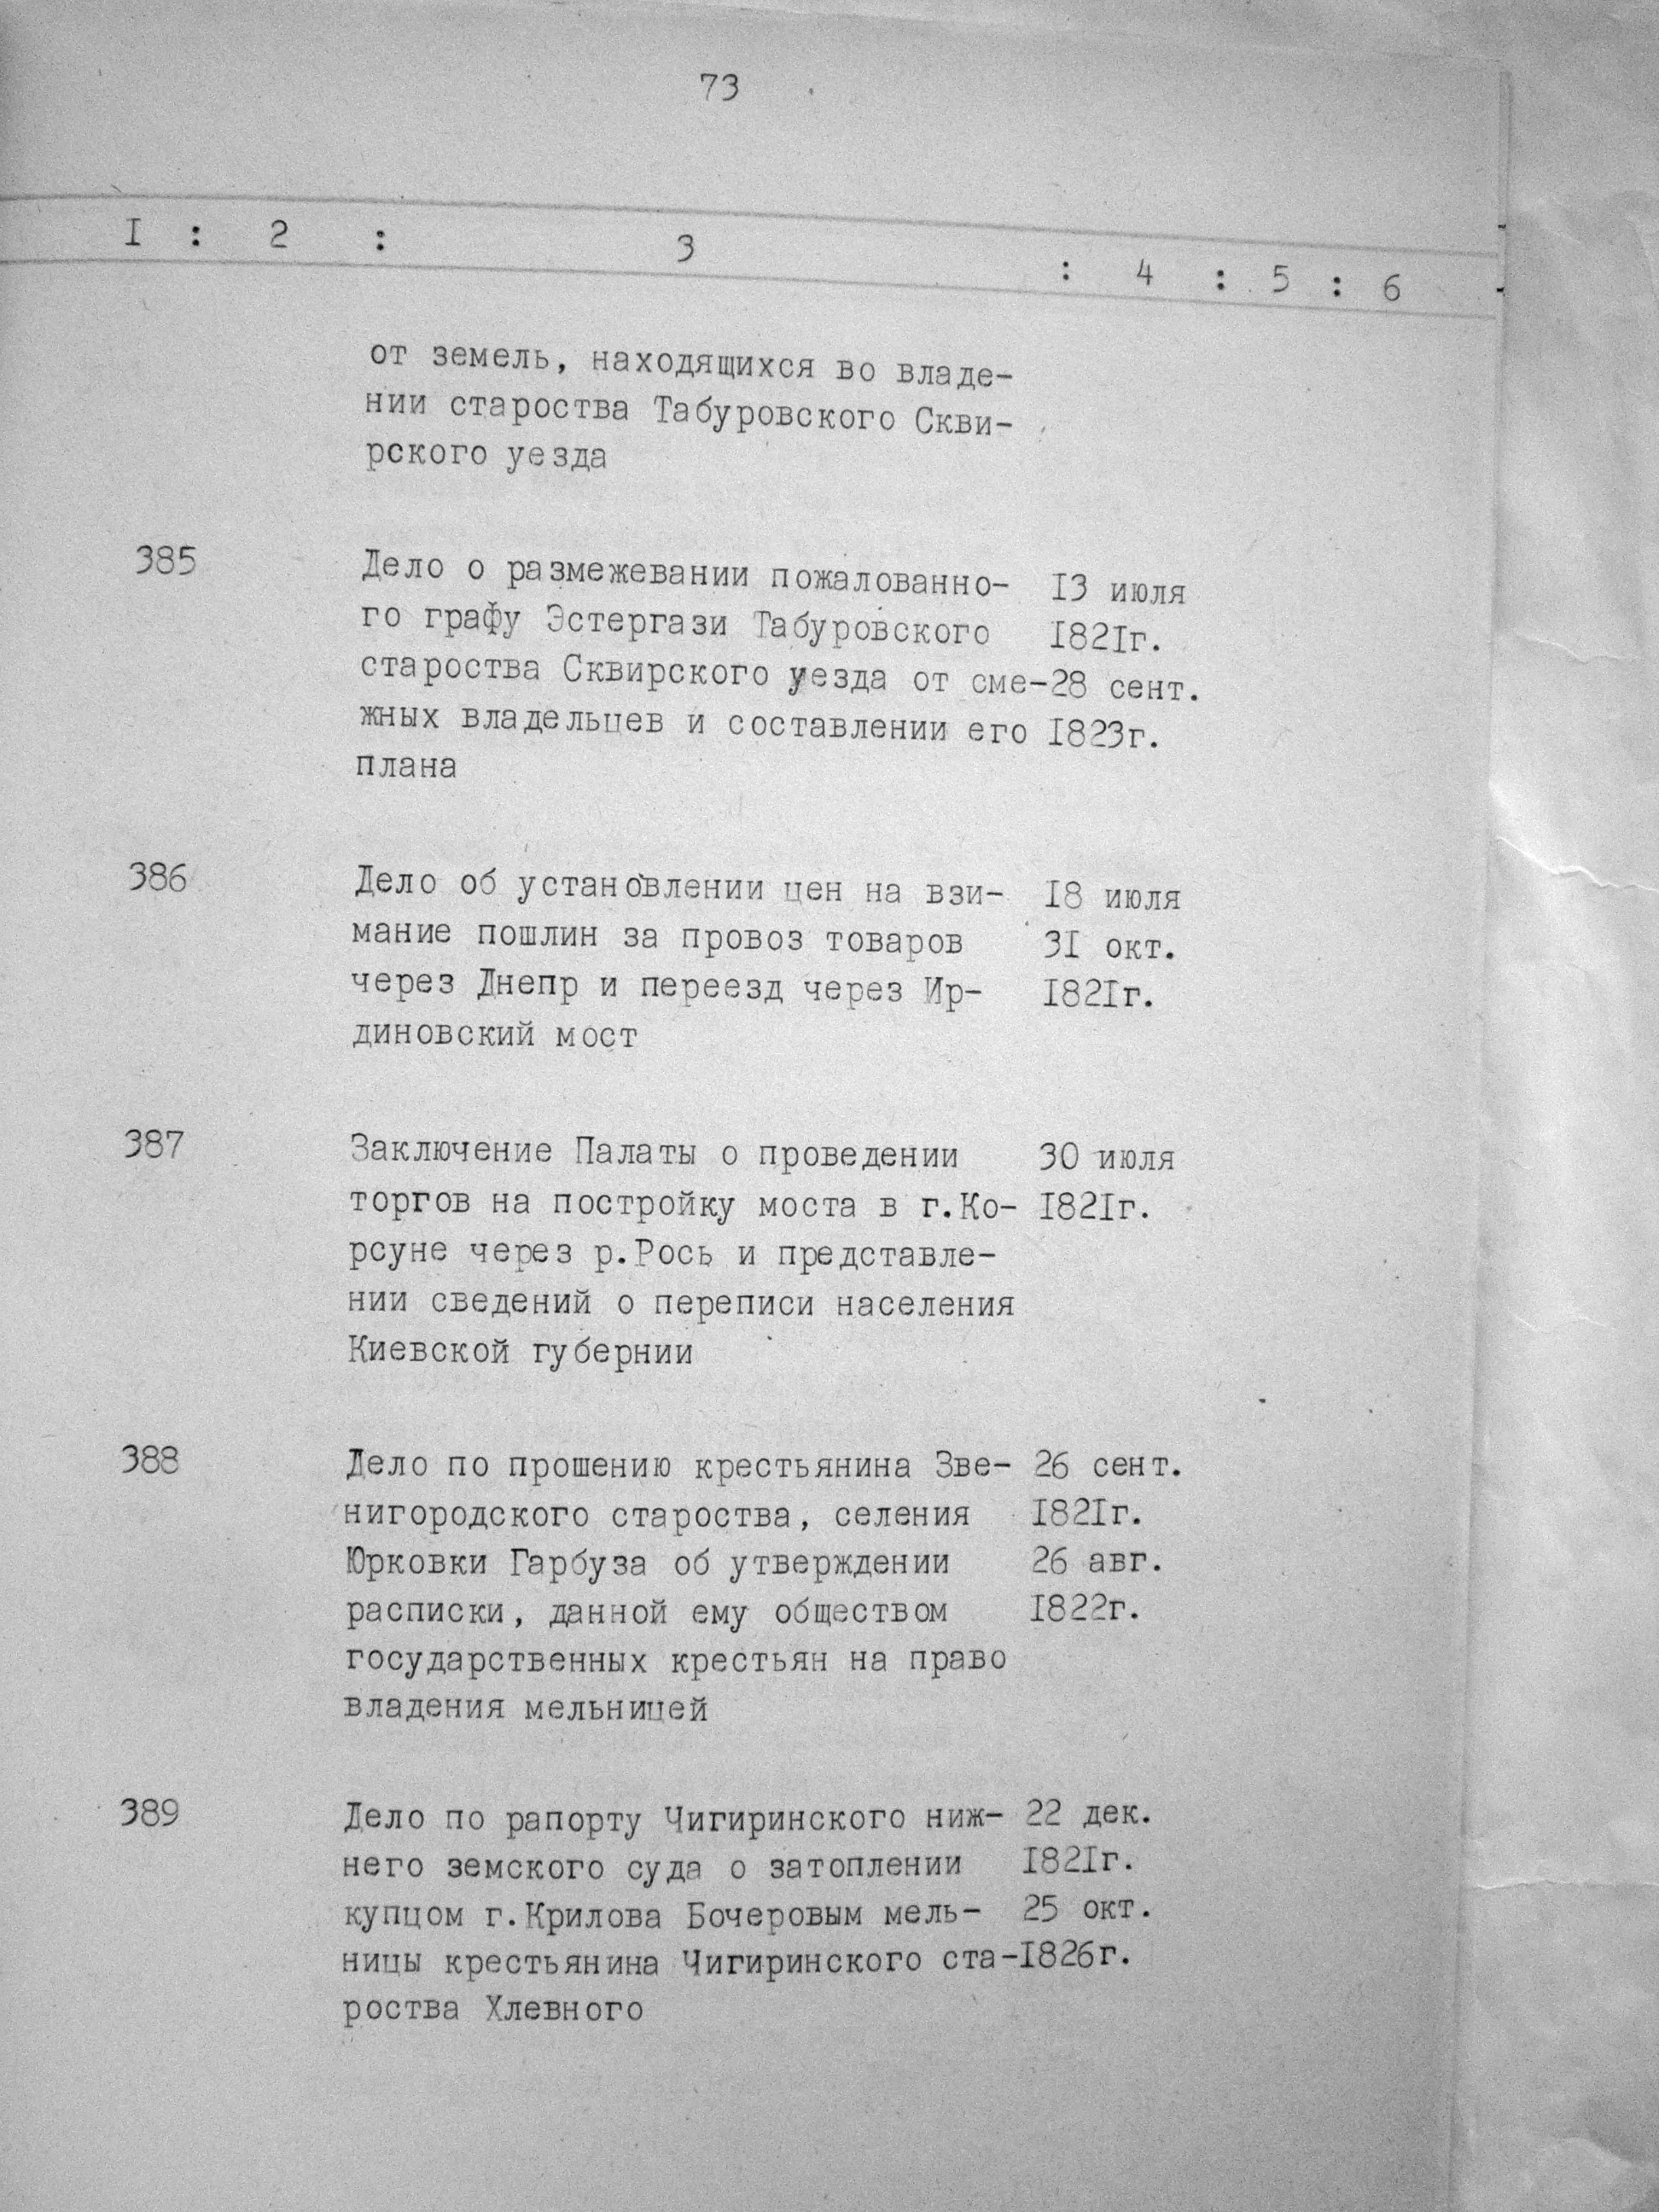 73
I : 2 : 3 : 4 : 5 : 6
от земель, находящихся во владе-
нии староства Табуровского Скви-
рского уезда
385 Дело о размежевании пожалованно- I3 июля
го графу Эстергази Табуровского I82Iг.
староства Сквирского уезда от сме-28 сент.
жных владельцев и составлении его I823г.
плана
386 Дело об установлении цен на взи- I8 июля
мание пошлин за провоз товаров 3I окт.
через Днепр и переезд через Ир- I82Iг.
диновский мост
387 Заключение Палаты о проведении 30 июля
торгов на постройку моста в г.Ко- I82Iг.
рсуне через р.Рось и представле-
нии сведений о переписи населения
Киевской губернии
388 Дело по прошению крестьянина Зве- 26 сент.
нигородского староства, селения I82Iг.
Юрковки Гарбуза об утверждении 26 авг.
расписки, данной ему обществом I822г.
государственных крестьян на право
владения мельницей
389 Дело по рапорту Чигиринского ниж- 22 дек.
него земского суда о затоплении I82Iг.
купцом г.Крилова Бочеровым мель- 25 окт.
ницы крестьянина Чигиринского ста-I826г.
роства Хлевного